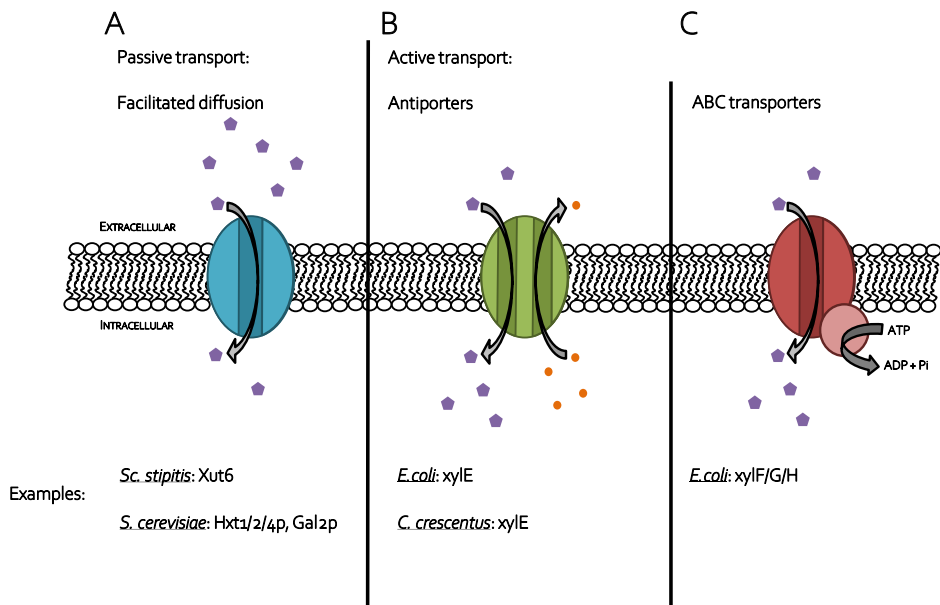 A
B
C
Passive transport:
Active transport:
Facilitated diffusion
Antiporters
ABC transporters
EXTRACELLULAR
INTRACELLULAR
ATP
ADP + Pi
Examples:
Sc. stipitis: Xut6
E.coli: xylE
E.coli: xylF/G/H
S. cerevisiae: Hxt1/2/4p, Gal2p
C. crescentus: xylE